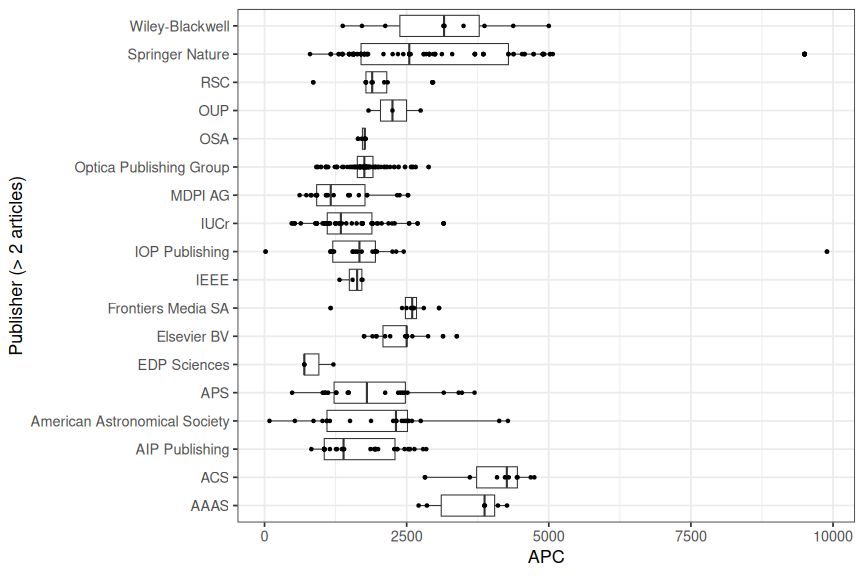 Publisher (> 2 articles)
Wiley-Blackwell
Springer Nature
RSC
OUP
OSA
Optica Publishing Group
MDPI AG
IUCr
IOP Publishing
IEEE
Frontiers Media SA
Elsevier BV
EDP Sciences
APS
American Astronomical Society
AIP Publishing
ACS
AAAS
0 2500 5000 7500 10000
APC